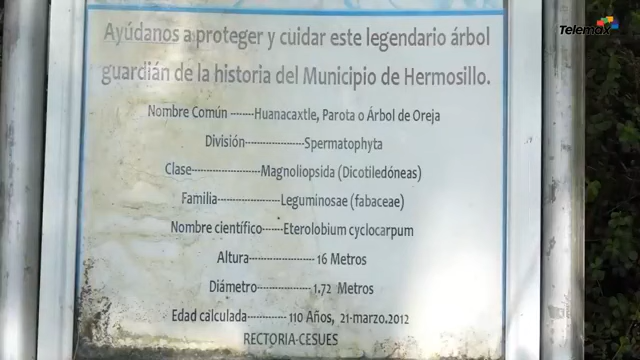 Telemax
Ayúdanos a proteger y cuidar este legendario árbol
guardián de la historia del Municipio de Hermosillo.
Nombre Común -------Huanacaxtle, Parota o Árbol de Oreja
División------------------Spermatophyta
Clase---------------------Magnoliopsida (Dicotiledóneas)
Familia-------------------Leguminosae (fabaceae)
Nombre científico------Eterolobium cyclocarpum
Altura-------------------- 16 Metros
Diámetro----------------- 1.72 Metros
Edad calculada------------ 110 Años, 21-marzo.2012
RECTORIA-CESUES